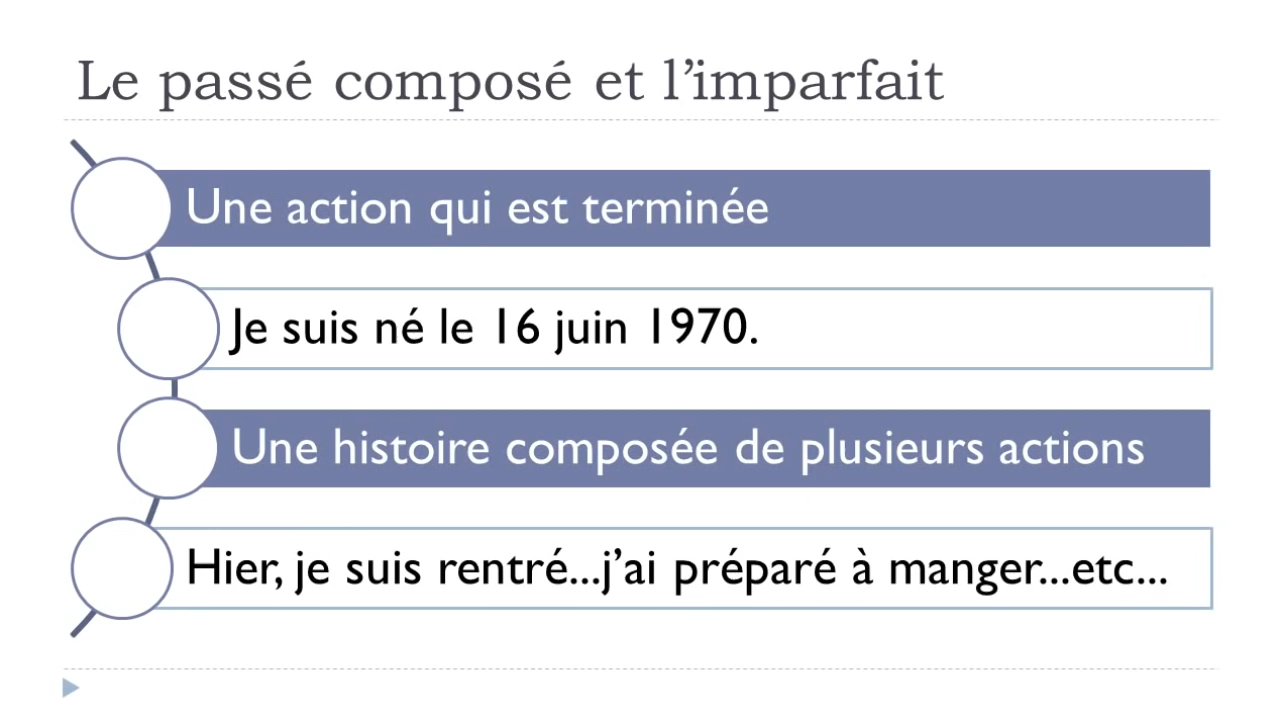 Le passé composé et l’imparfait
Une action qui est terminée
Je suis né le 16 juin 1970.
Une histoire composée de plusieurs actions
Hier, je suis rentré...j’ai préparé à manger...etc...